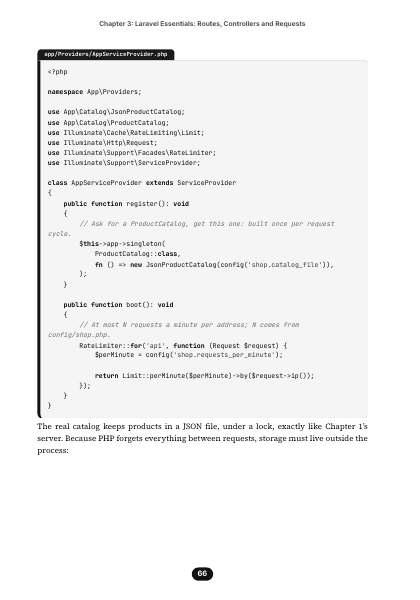 Chapter 3: Laravel Essentials: Routes, Controllers and Requests
app/Providers/AppServiceProvider.php
<?php
namespace App\Providers;
use App\Catalog\JsonProductCatalog;
use App\Catalog\ProductCatalog;
use Illuminate\Cache\RateLimiting\Limit;
use Illuminate\Http\Request;
use Illuminate\Support\Facades\RateLimiter;
use Illuminate\Support\ServiceProvider;
class AppServiceProvider extends ServiceProvider
{
    public function register(): void
    {
        // Ask for a ProductCatalog, get this one: built once per request
cycle.
        $this->app->singleton(
            ProductCatalog::class,
            fn () => new JsonProductCatalog(config('shop.catalog_file')),
        );
    }
    public function boot(): void
    {
        // At most N requests a minute per address; N comes from
config/shop.php.
        RateLimiter::for('api', function (Request $request) {
            $perMinute = config('shop.requests_per_minute');
            return Limit::perMinute($perMinute)->by($request->ip());
        });
    }
}
The real catalog keeps products in a JSON file, under a lock, exactly like Chapter 1's
server. Because PHP forgets everything between requests, storage must live outside the
process:
66